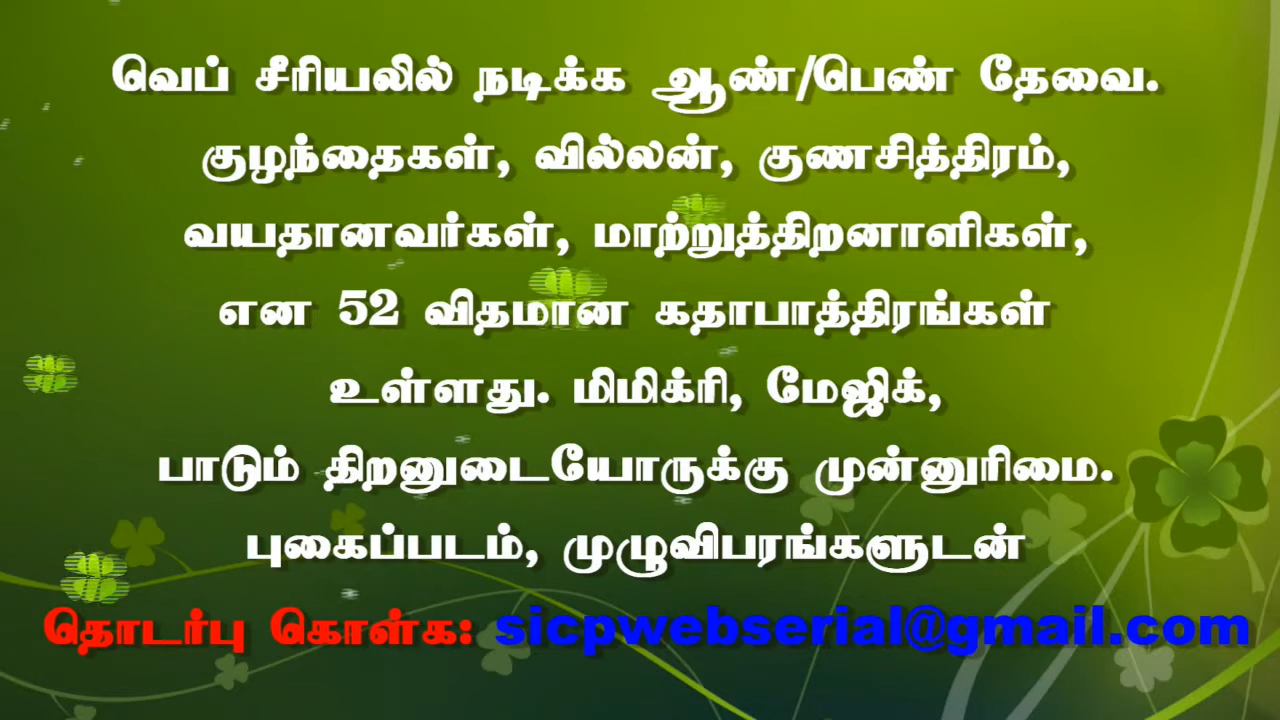 வெப் சீரியலில் நடிக்க ஆண்/பெண் தேவை.
குழந்தைகள், வில்லன், குணசித்திரம்,
வயதானவர்கள், மாற்றுத்திறனாளிகள்,
என 52 விதமான கதாபாத்திரங்கள்
உள்ளது. மிமிக்ரி, மேஜிக்,
பாடும் திறனுடையோருக்கு முன்னுரிமை.
புகைப்படம், முழுவிபரங்களுடன்
தொடர்பு கொள்க: sicpwebserial@gmail.com